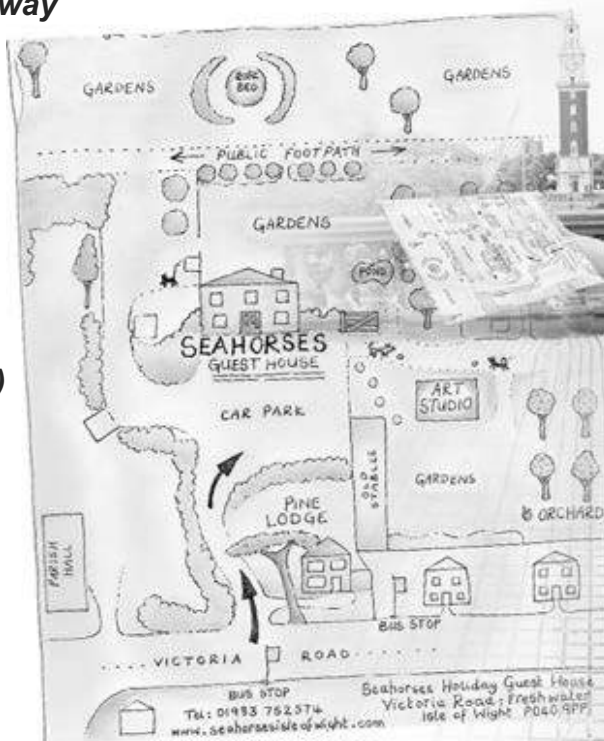 way
)
GARDENS
ROSE
BED
GARDENS
PUBLIC FOOTPATH
GARDENS
POND
SEAHORSES
GUEST HOUSE
CAR PARK
ART
STUDIO
OLD
STABLES
GARDENS
PINE
LODGE
ORCHARD
PARISH
HALL
BUS STOP
VICTORIA ROAD
BUS STOP
Tel: 01983 752574
www.seahorsesisleofwight.com
Seahorses Holiday Guest House
Victoria Road: Freshwater
Isle of Wight PO40 9PP